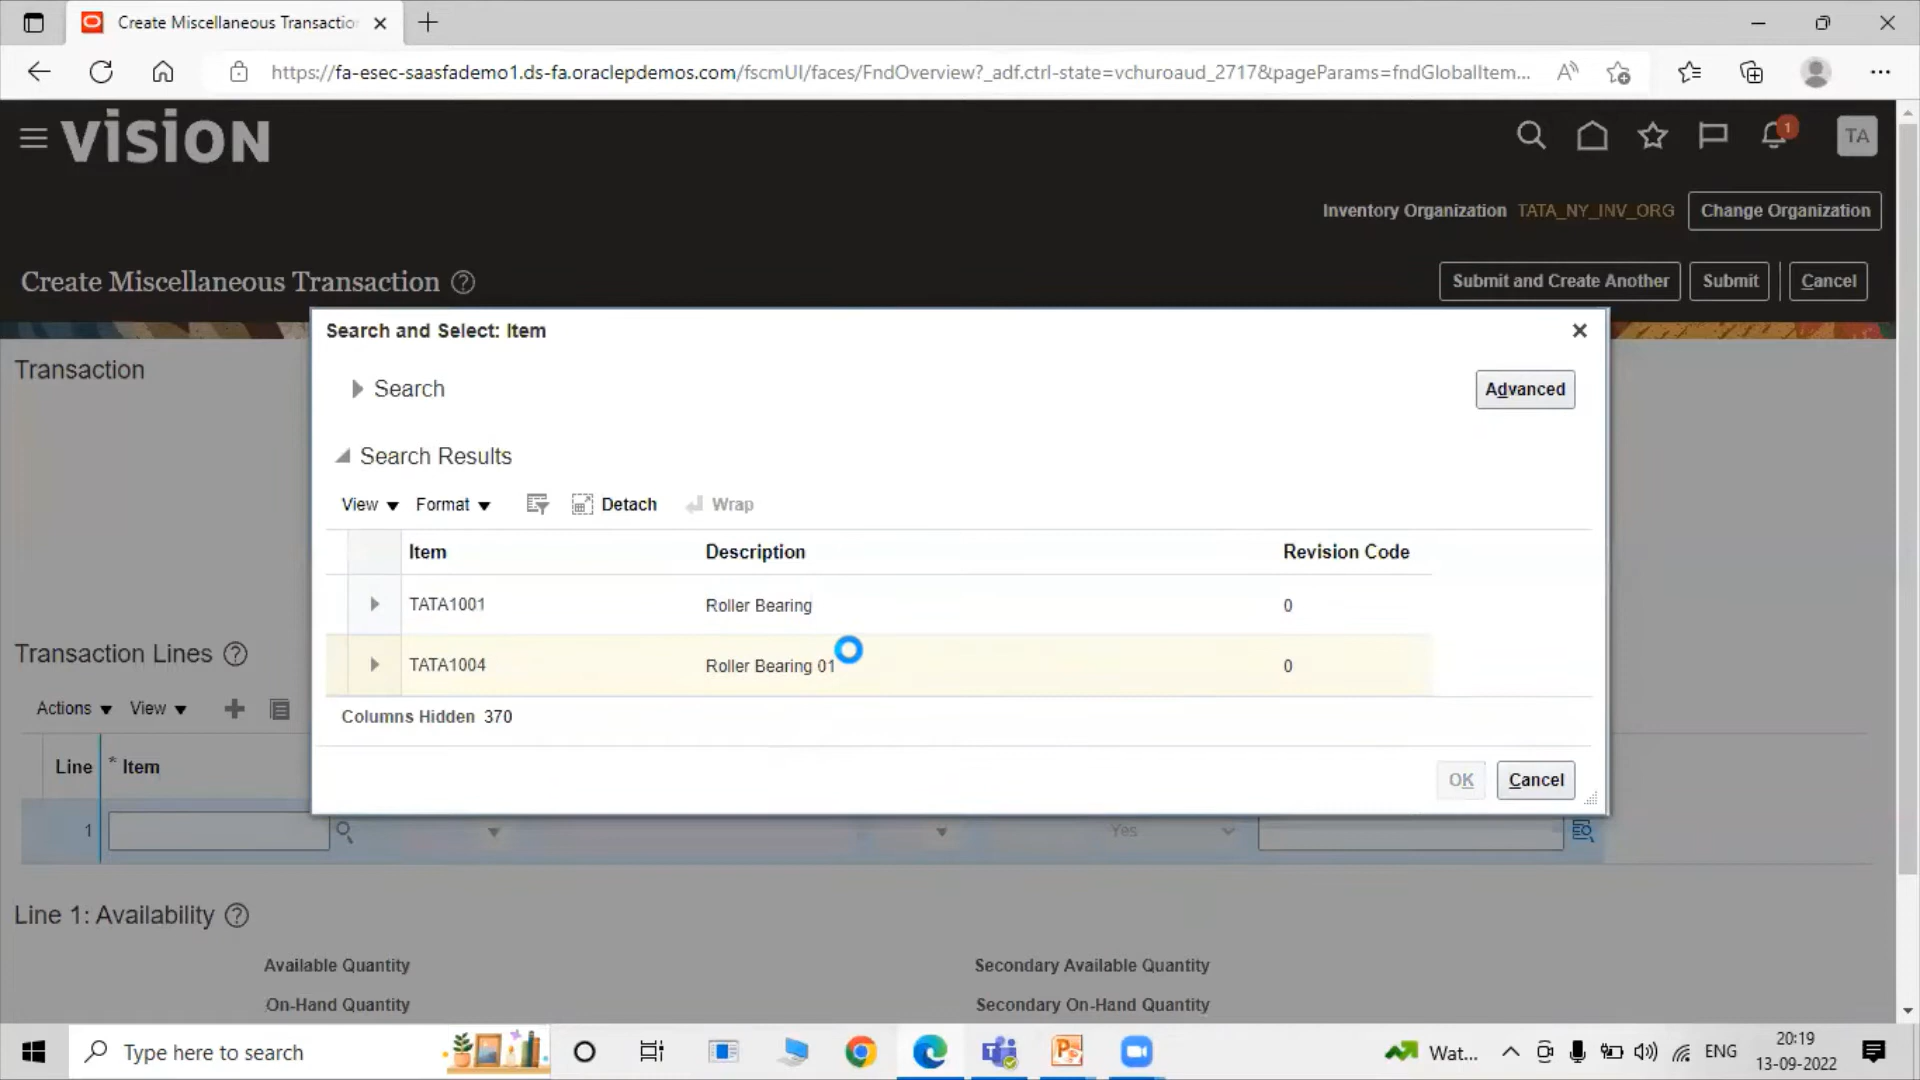 Create Miscellaneous Transactio
https://fa-esec-saasfademo1.ds-fa.oraclepdemos.com/fscmUI/faces/FndOverview?_adf.ctrl-state=vchuroaud_2717&pageParams=fndGlobalItem...
VISION
1
TA
Inventory Organization TATA_NY_INV_ORG Change Organization
Create Miscellaneous Transaction ?
Submit and Create Another Submit Cancel
Search and Select: Item
Transaction
Search
Advanced
Search Results
View Format Detach Wrap
Item Description Revision Code
TATA1001 Roller Bearing 0
TATA1004 Roller Bearing 01 0
Columns Hidden 370
OK Cancel
Transaction Lines ?
Actions View
Line * Item
1 Yes
Line 1: Availability ?
Available Quantity Secondary Available Quantity
On-Hand Quantity Secondary On-Hand Quantity
Type here to search
Wat... ENG
20:19
13-09-2022